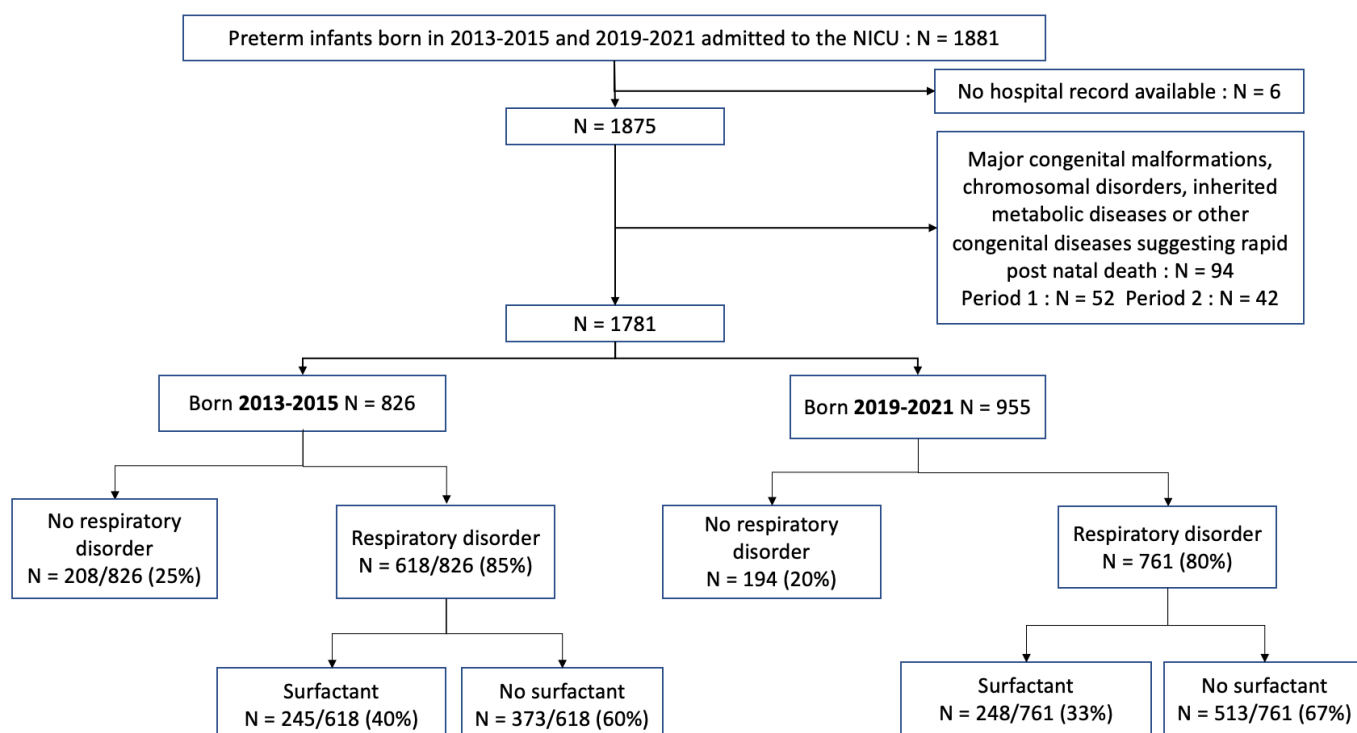 Preterm infants born in 2013-2015 and 2019-2021 admitted to the NICU : N = 1881
No hospital record available : N = 6
N = 1875
Major congenital malformations,
chromosomal disorders, inherited
metabolic diseases or other
congenital diseases suggesting rapid
post natal death : N = 94
Period 1 : N = 52 Period 2 : N = 42
N = 1781
Born 2013-2015 N = 826
Born 2019-2021 N = 955
No respiratory
disorder
N = 208/826 (25%)
Respiratory disorder
N = 618/826 (85%)
No respiratory
disorder
N = 194 (20%)
Respiratory disorder
N = 761 (80%)
Surfactant
N = 245/618 (40%)
No surfactant
N = 373/618 (60%)
Surfactant
N = 248/761 (33%)
No surfactant
N = 513/761 (67%)